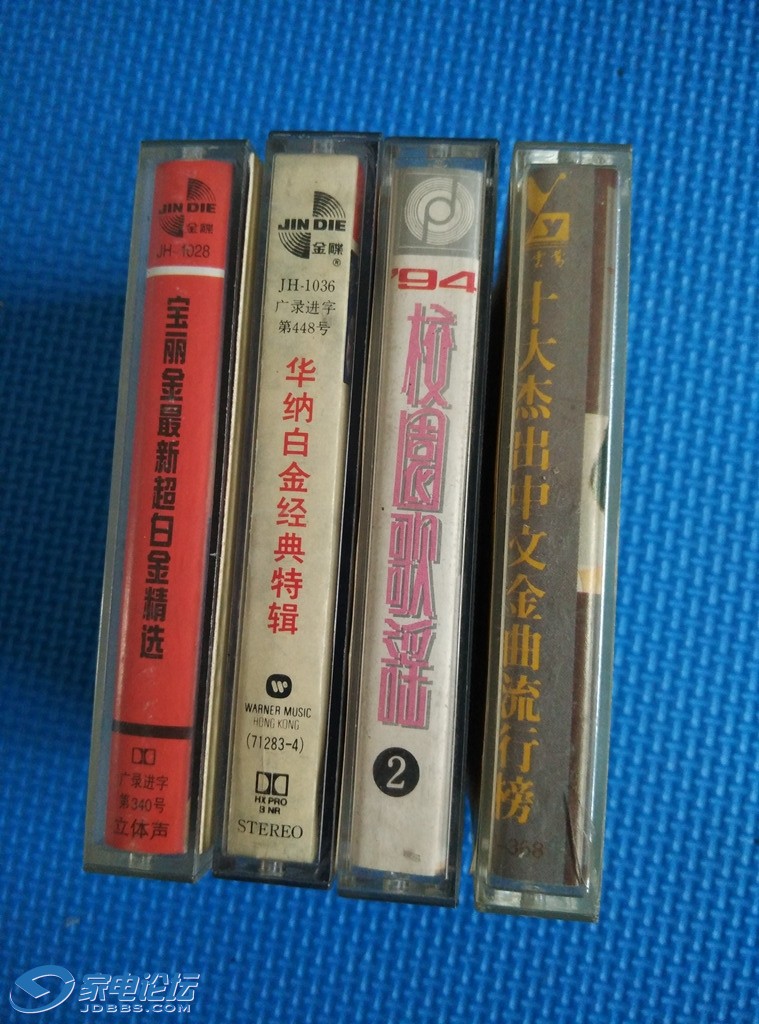 JIN DIE
金碟
JH-1028
宝丽金最新超白金精选
广录进字
第340号
立体声
JIN DIE
金碟
®
JH-1036
广录进字
第448号
华纳白金经典特辑
WARNER MUSIC
HONG KONG
(71283-4)
HX PRO
B NR
STEREO
'94
校园歌谣
2
十大杰出中文金曲流行榜
-368
家电论坛
JDBBS.COM